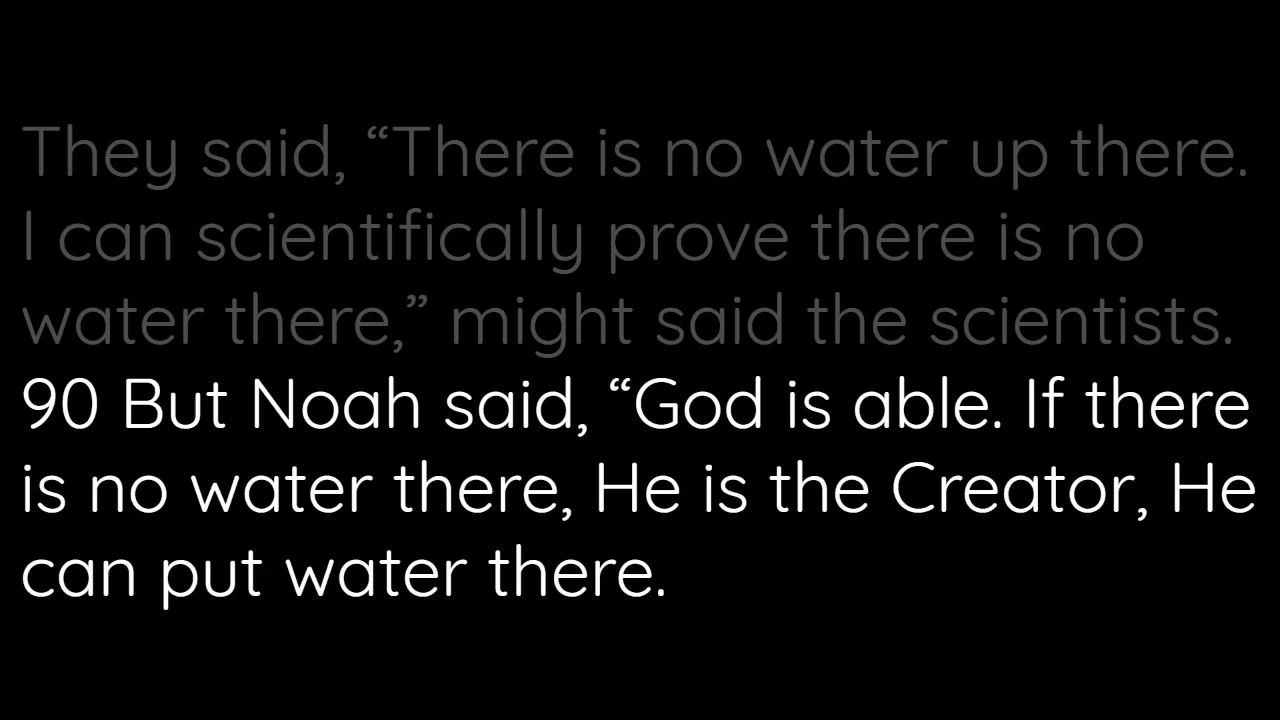 They said, “There is no water up there.
I can scientifically prove there is no
water there,” might said the scientists.
90 But Noah said, “God is able. If there
is no water there, He is the Creator, He
can put water there.